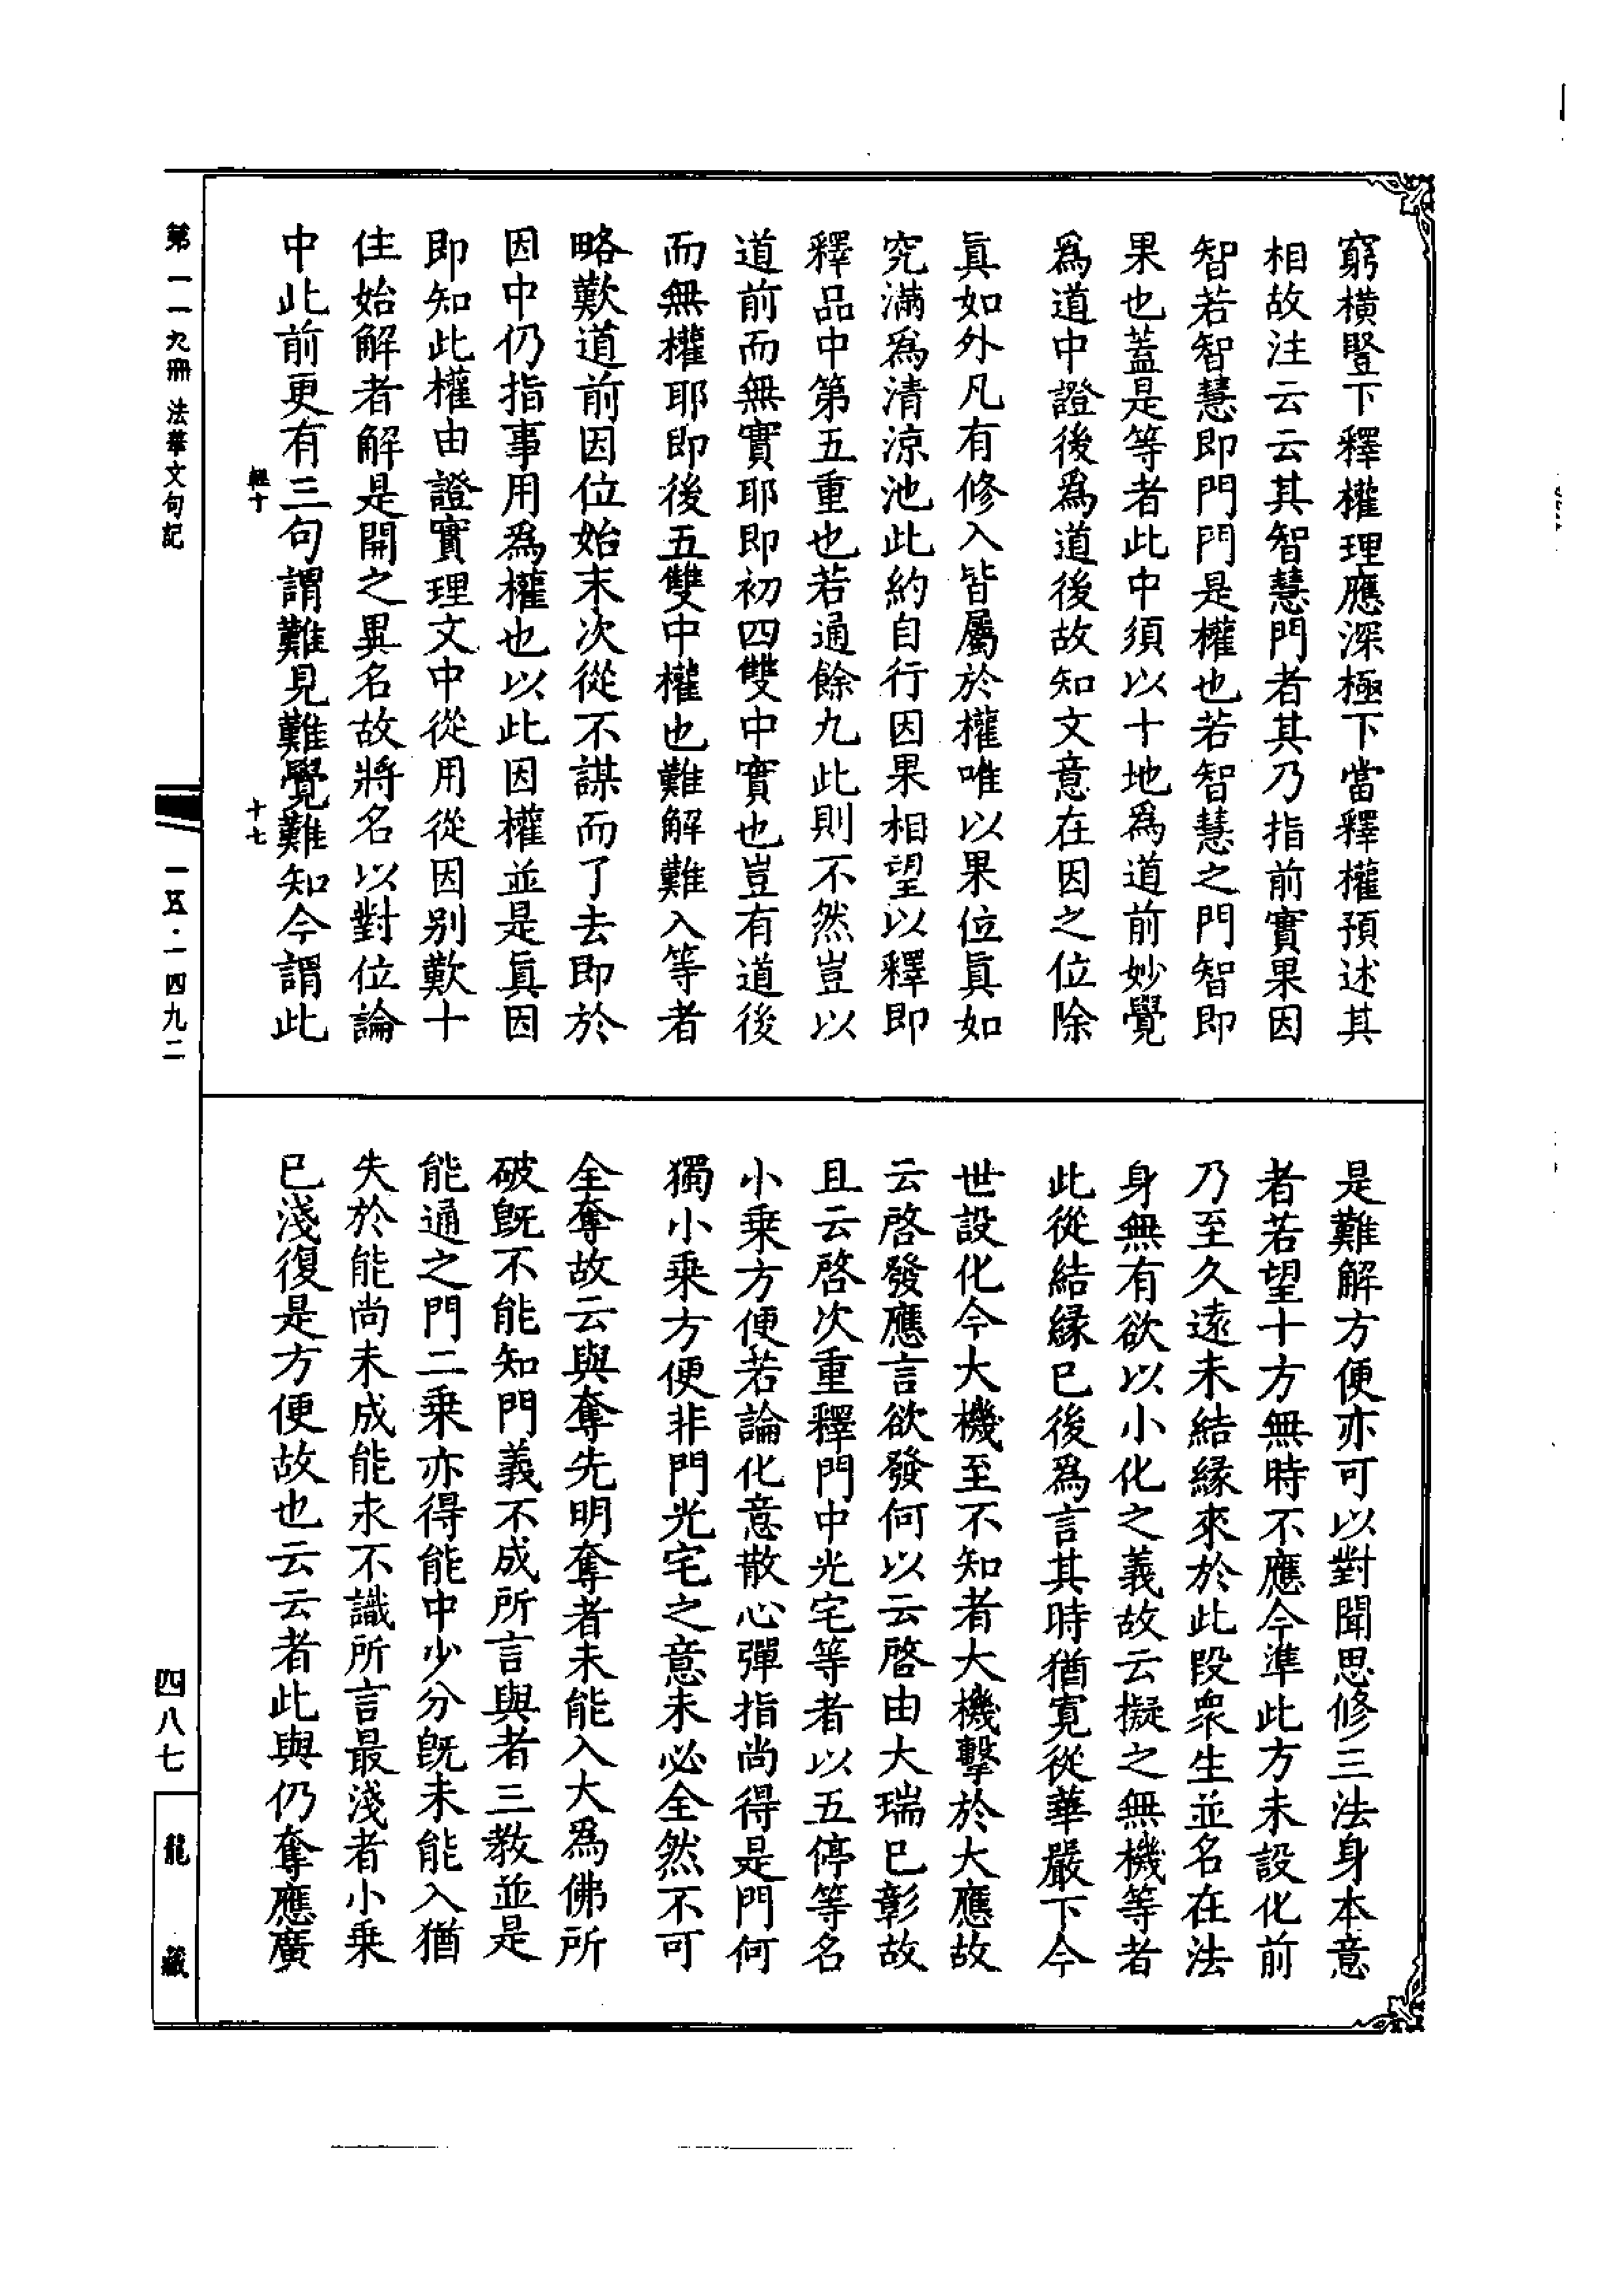 窮橫豎下釋權理應深極下當釋權預述其
相故注云云其智慧門者其乃指前實果因
智若智慧即門門是權也若智慧之門智即
果也蓋是等者此中須以十地爲道前妙覺
爲道中證後爲道後故知文意在因之位除
眞如外凡有修入皆屬於權唯以果位眞如
究滿爲清涼池此約自行因果相望以釋即
釋品中第五重也若通餘九此則不然豈以
道前而無實耶即初四雙中實也豈有道後
而無權耶即後五雙中權也難解難入等者
略歎道前因位始末次從不謀而了去即於
因中仍指事用爲權也以此因權並是眞因
即知此權由證實理文中從用從因別歎十
住始解者解是開之異名故將名以對位論
中此前更有三句謂難見難覺難知今謂此
是難解方便亦可以對聞思修三法身本意
者若望十方無時不應今準此方未設化前
乃至久遠未結緣來於此段衆生並名在法
身無有欲以小化之義故云擬之無機等者
此從結緣已後爲言其時猶寬從華嚴下今
世設化今大機至不知者大機擊於大應故
云啓發應言欲發何以云啓由大瑞已彰故
且云啓次重釋門中光宅等者以五停等名
小乘方便若論化意散心彈指尚得是門何
獨小乘方便非門光宅之意未必全然不可
全奪故云與奪先明奪者未能入大爲佛所
破旣不能知門義不成所言與者三教並是
能通之門二乘亦得能中少分旣未能入猶
失於能尚未成能永不識所言最淺者小乘
已淺復是方便故也云云者此與仍奪應廣
第一一九冊 法華文句記
輕十
十七
一五·一四九二
四八七
龍藏